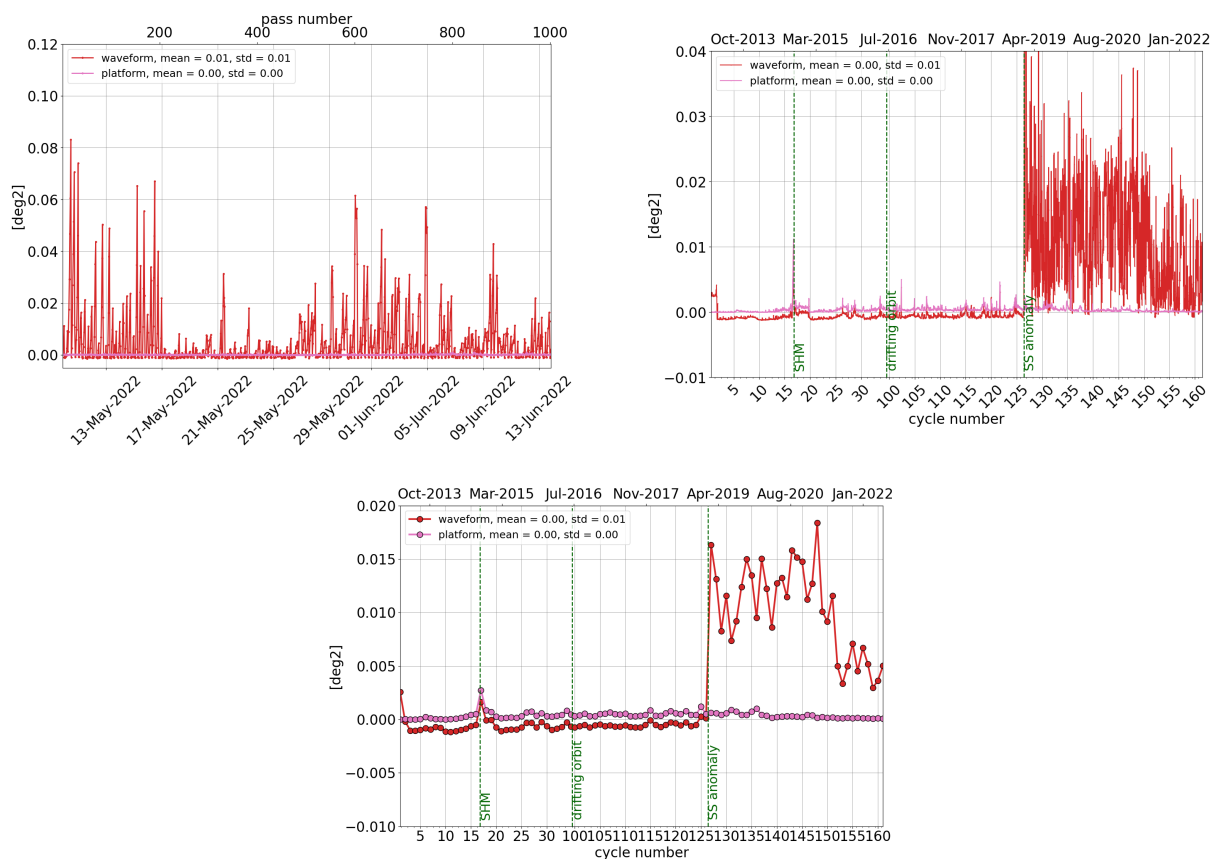 pass number
200 400 600 800 1000
0.12
0.10
0.08
0.06
0.04
0.02
0.00
[deg2]
waveform, mean = 0.01, std = 0.01
platform, mean = 0.00, std = 0.00
13-May-2022 17-May-2022 21-May-2022 25-May-2022 29-May-2022 01-Jun-2022 05-Jun-2022 09-Jun-2022 13-Jun-2022
Oct-2013 Mar-2015 Jul-2016 Nov-2017 Apr-2019 Aug-2020 Jan-2022
0.04
0.03
0.02
0.01
0.00
−0.01
[deg2]
waveform, mean = 0.00, std = 0.01
platform, mean = 0.00, std = 0.00
SHM
drifting orbit
SS anomaly
5 10 15 20 25 30 100 105 110 115 120 125 130 135 140 145 150 155 160
cycle number
Oct-2013 Mar-2015 Jul-2016 Nov-2017 Apr-2019 Aug-2020 Jan-2022
0.020
0.015
0.010
0.005
0.000
−0.005
−0.010
[deg2]
waveform, mean = 0.00, std = 0.01
platform, mean = 0.00, std = 0.00
SHM
drifting orbit
SS anomaly
5 10 15 20 25 30 100 105 110 115 120 125 130 135 140 145 150 155 160
cycle number